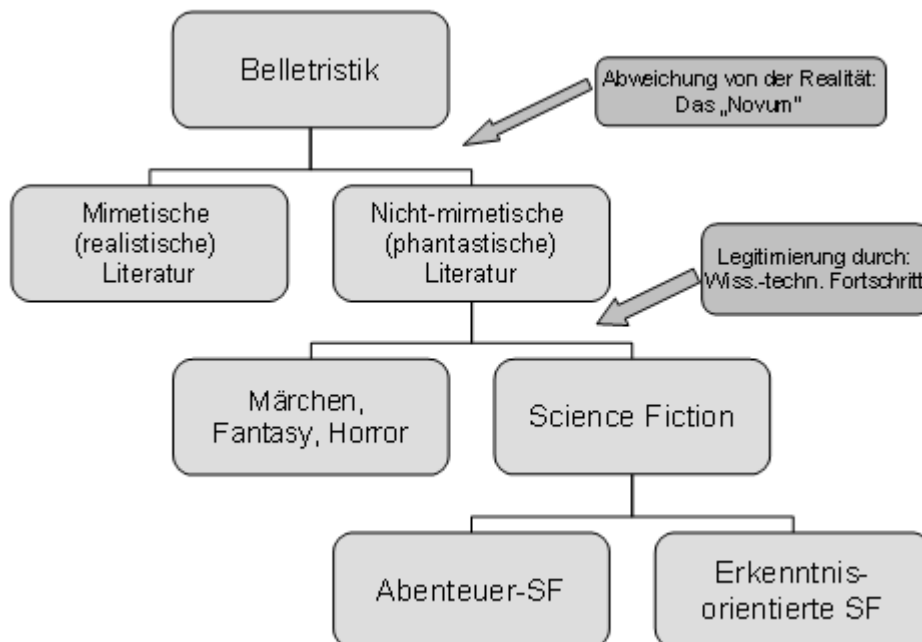 Belletristik
Abweichung von der Realität:
Das „Novum"
Mimetische
(realistische)
Literatur
Nicht-mimetische
(phantastische)
Literatur
Legitimierung durch:
Wiss.-techn. Fortschritt
Märchen,
Fantasy, Horror
Science Fiction
Abenteuer-SF
Erkenntnis-
orientierte SF